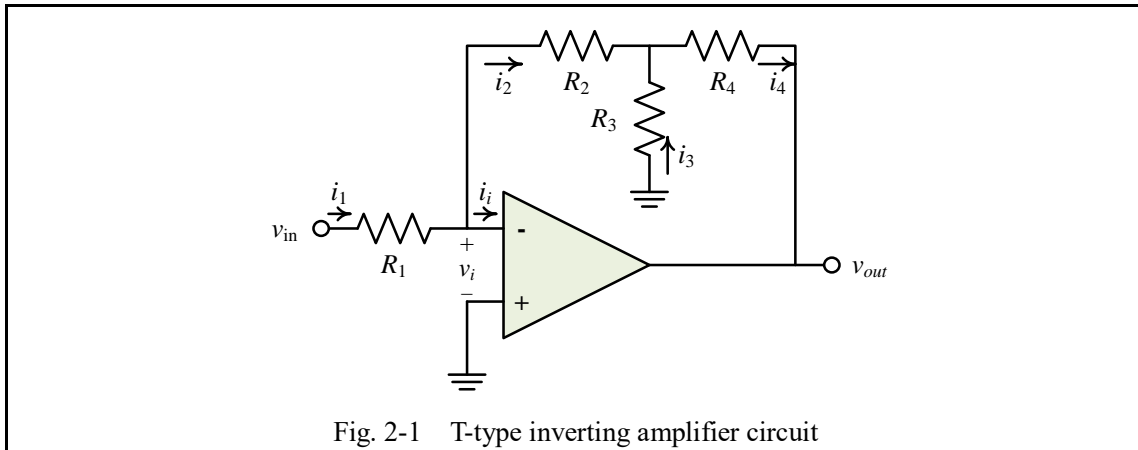 R2
R4
i2
i4
R3
i3
i1
ii
vin
-
+
R1
vi
−
vout
+
Fig. 2-1 T-type inverting amplifier circuit